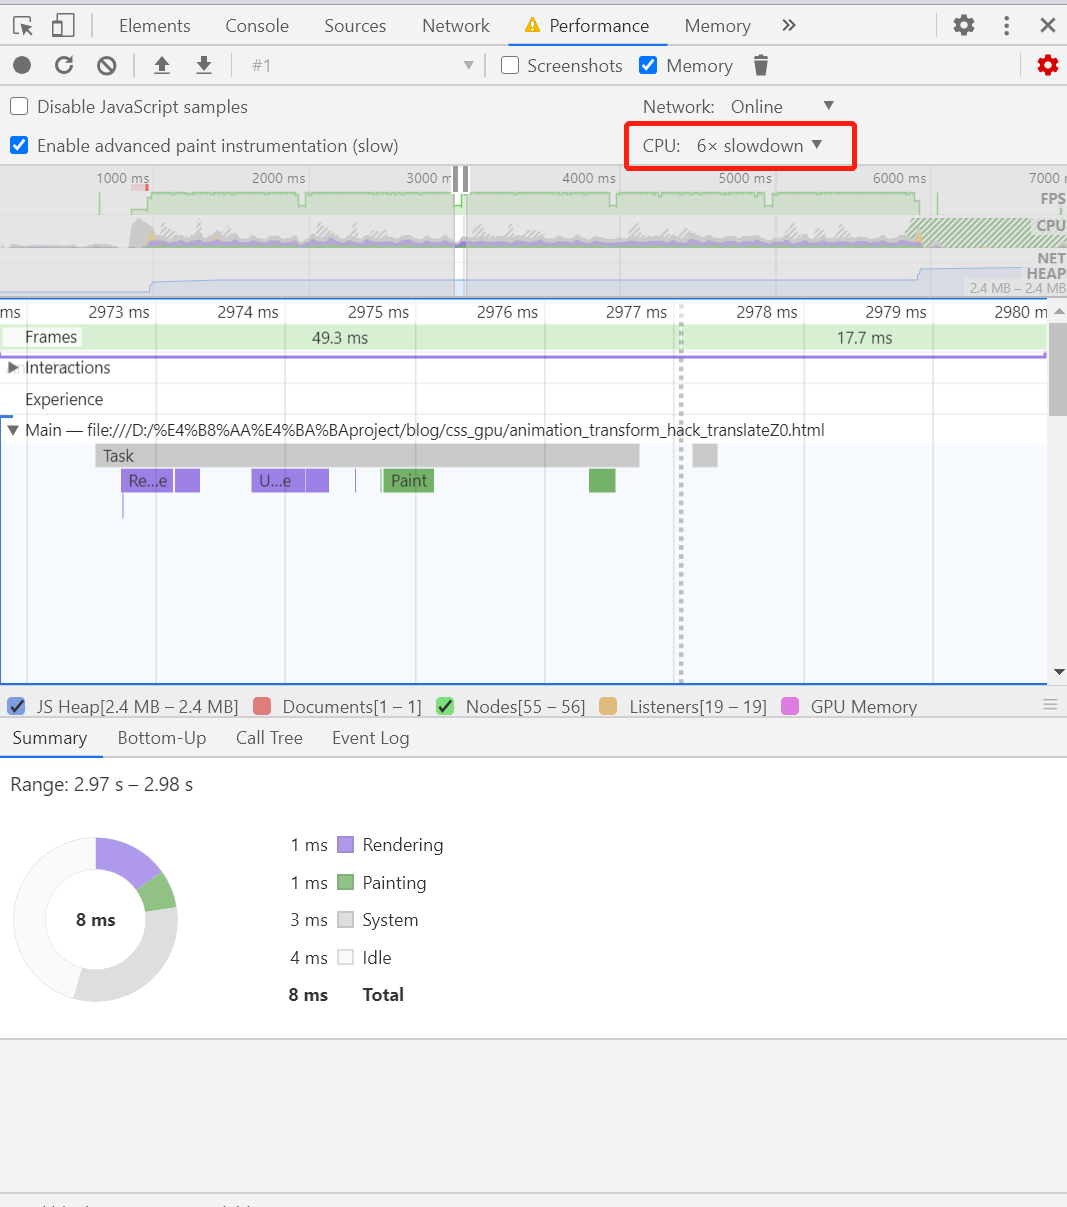 Elements Console Sources Network Performance Memory »
#1 Screenshots Memory
Disable JavaScript samples Network: Online
Enable advanced paint instrumentation (slow) CPU: 6× slowdown
1000 ms 2000 ms 3000 m 4000 ms 5000 ms 6000 ms 7000
FPS
CPU
NET
HEAP
2.4 MB – 2.4 MB
ms 2973 ms 2974 ms 2975 ms 2976 ms 2977 ms 2978 ms 2979 ms 2980 m
Frames 49.3 ms 17.7 ms
Interactions
Experience
Main — file:///D:/%E4%B8%AA%E4%BA%BAproject/blog/css_gpu/animation_transform_hack_translateZ0.html
Task
Re...e U...e Paint
JS Heap[2.4 MB – 2.4 MB] Documents[1 – 1] Nodes[55 – 56] Listeners[19 – 19] GPU Memory
Summary Bottom-Up Call Tree Event Log
Range: 2.97 s – 2.98 s
1 ms Rendering
1 ms Painting
8 ms
3 ms System
4 ms Idle
8 ms Total